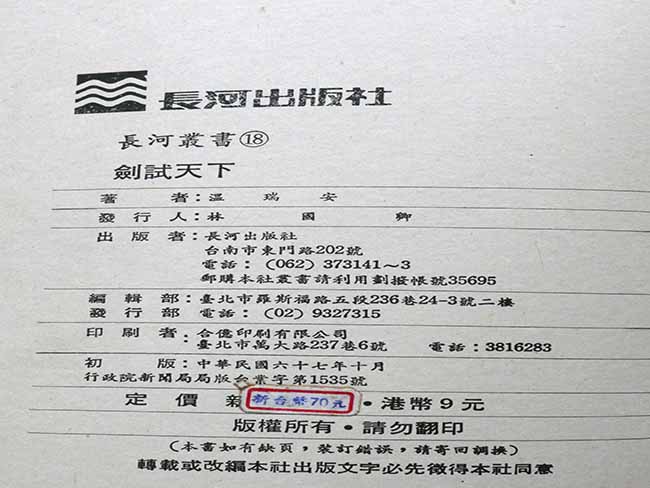 長河出版社
長河叢書⑱
劍試天下
著者：溫瑞安
發行人：林國卿
出版者：長河出版社
台南市東門路202號
電話：(062) 373141～3
郵購本社叢書請利用劃撥帳號35695
編輯部：臺北市羅斯福路五段236巷24-3號二樓
發行部 電話：(02) 9327315
印刷者：合億印刷有限公司
臺北市萬大路237巷6號 電話：3816283
初版：中華民國六十七年十月
行政院新聞局局版台業字第1535號
定價 新台幣70元・港幣9元
版權所有・請勿翻印
(本書如有缺頁，裝訂錯誤，請寄回調換)
轉載或改編本社出版文字必先徵得本社同意